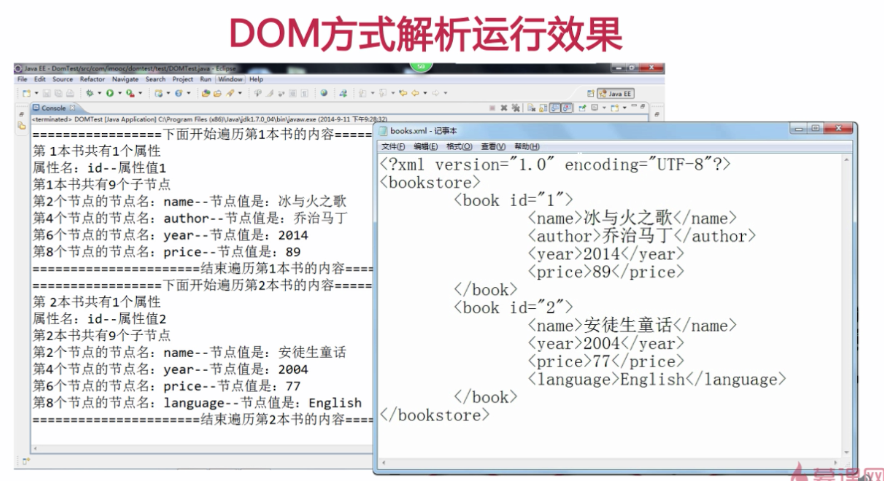 DOM方式解析运行效果
Java EE - DomTest/src/com/imooc/domtest/test/DOMTest.java - Eclipse
File Edit Source Refactor Navigate Search Project Run Window Help
50
Java EE
Console
<terminated> DOMTest [Java Application] C:\Program Files (x86)\Java\jdk1.7.0_04\bin\javaw.exe (2014-9-11 下午9:28:32)
=================下面开始遍历第1本书的内容=====
第 1本书共有1个属性
属性名：id--属性值1
第1本书共有9个子节点
第2个节点的节点名：name--节点值是：冰与火之歌
第4个节点的节点名：author--节点值是：乔治马丁
第6个节点的节点名：year--节点值是：2014
第8个节点的节点名：price--节点值是：89
======================结束遍历第1本书的内容====
=================下面开始遍历第2本书的内容=====
第 2本书共有1个属性
属性名：id--属性值2
第2本书共有9个子节点
第2个节点的节点名：name--节点值是：安徒生童话
第4个节点的节点名：year--节点值是：2004
第6个节点的节点名：price--节点值是：77
第8个节点的节点名：language--节点值是：English
======================结束遍历第2本书的内容====
books.xml - 记事本
文件(F) 编辑(E) 格式(O) 查看(V) 帮助(H)
<?xml version="1.0" encoding="UTF-8"?>
<bookstore>
<book id="1">
<name>冰与火之歌</name>
<author>乔治马丁</author>
<year>2014</year>
<price>89</price>
</book>
<book id="2">
<name>安徒生童话</name>
<year>2004</year>
<price>77</price>
<language>English</language>
</book>
</bookstore>
慕课网